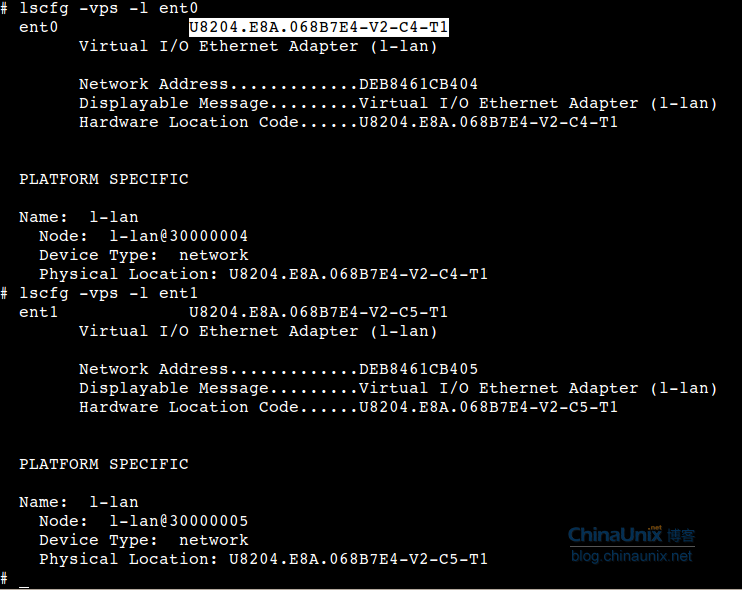 # lscfg -vps -l ent0
  ent0             U8204.E8A.068B7E4-V2-C4-T1
        Virtual I/O Ethernet Adapter (l-lan)

        Network Address.............DEB8461CB404
        Displayable Message.........Virtual I/O Ethernet Adapter (l-lan)
        Hardware Location Code......U8204.E8A.068B7E4-V2-C4-T1


  PLATFORM SPECIFIC

  Name:  l-lan
    Node:  l-lan@30000004
    Device Type:  network
    Physical Location: U8204.E8A.068B7E4-V2-C4-T1
# lscfg -vps -l ent1
  ent1             U8204.E8A.068B7E4-V2-C5-T1
        Virtual I/O Ethernet Adapter (l-lan)

        Network Address.............DEB8461CB405
        Displayable Message.........Virtual I/O Ethernet Adapter (l-lan)
        Hardware Location Code......U8204.E8A.068B7E4-V2-C5-T1


  PLATFORM SPECIFIC

  Name:  l-lan
    Node:  l-lan@30000005
    Device Type:  network
    Physical Location: U8204.E8A.068B7E4-V2-C5-T1
# _
ChinaUnix.net 博客
blog.chinaunix.net